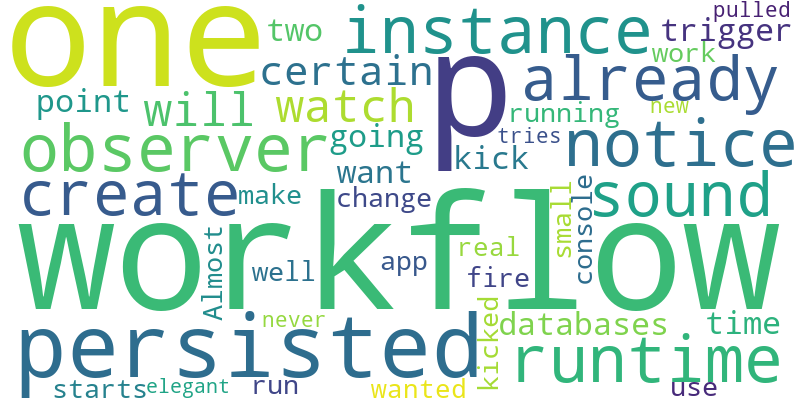 one two instance trigger pulled
certain p already work
point will watch running new
observer going tries notice
want kick
create make change small console sound
workflow
Almost well app real fire
persisted never kicked databases time
runtime
starts elegant run wanted use